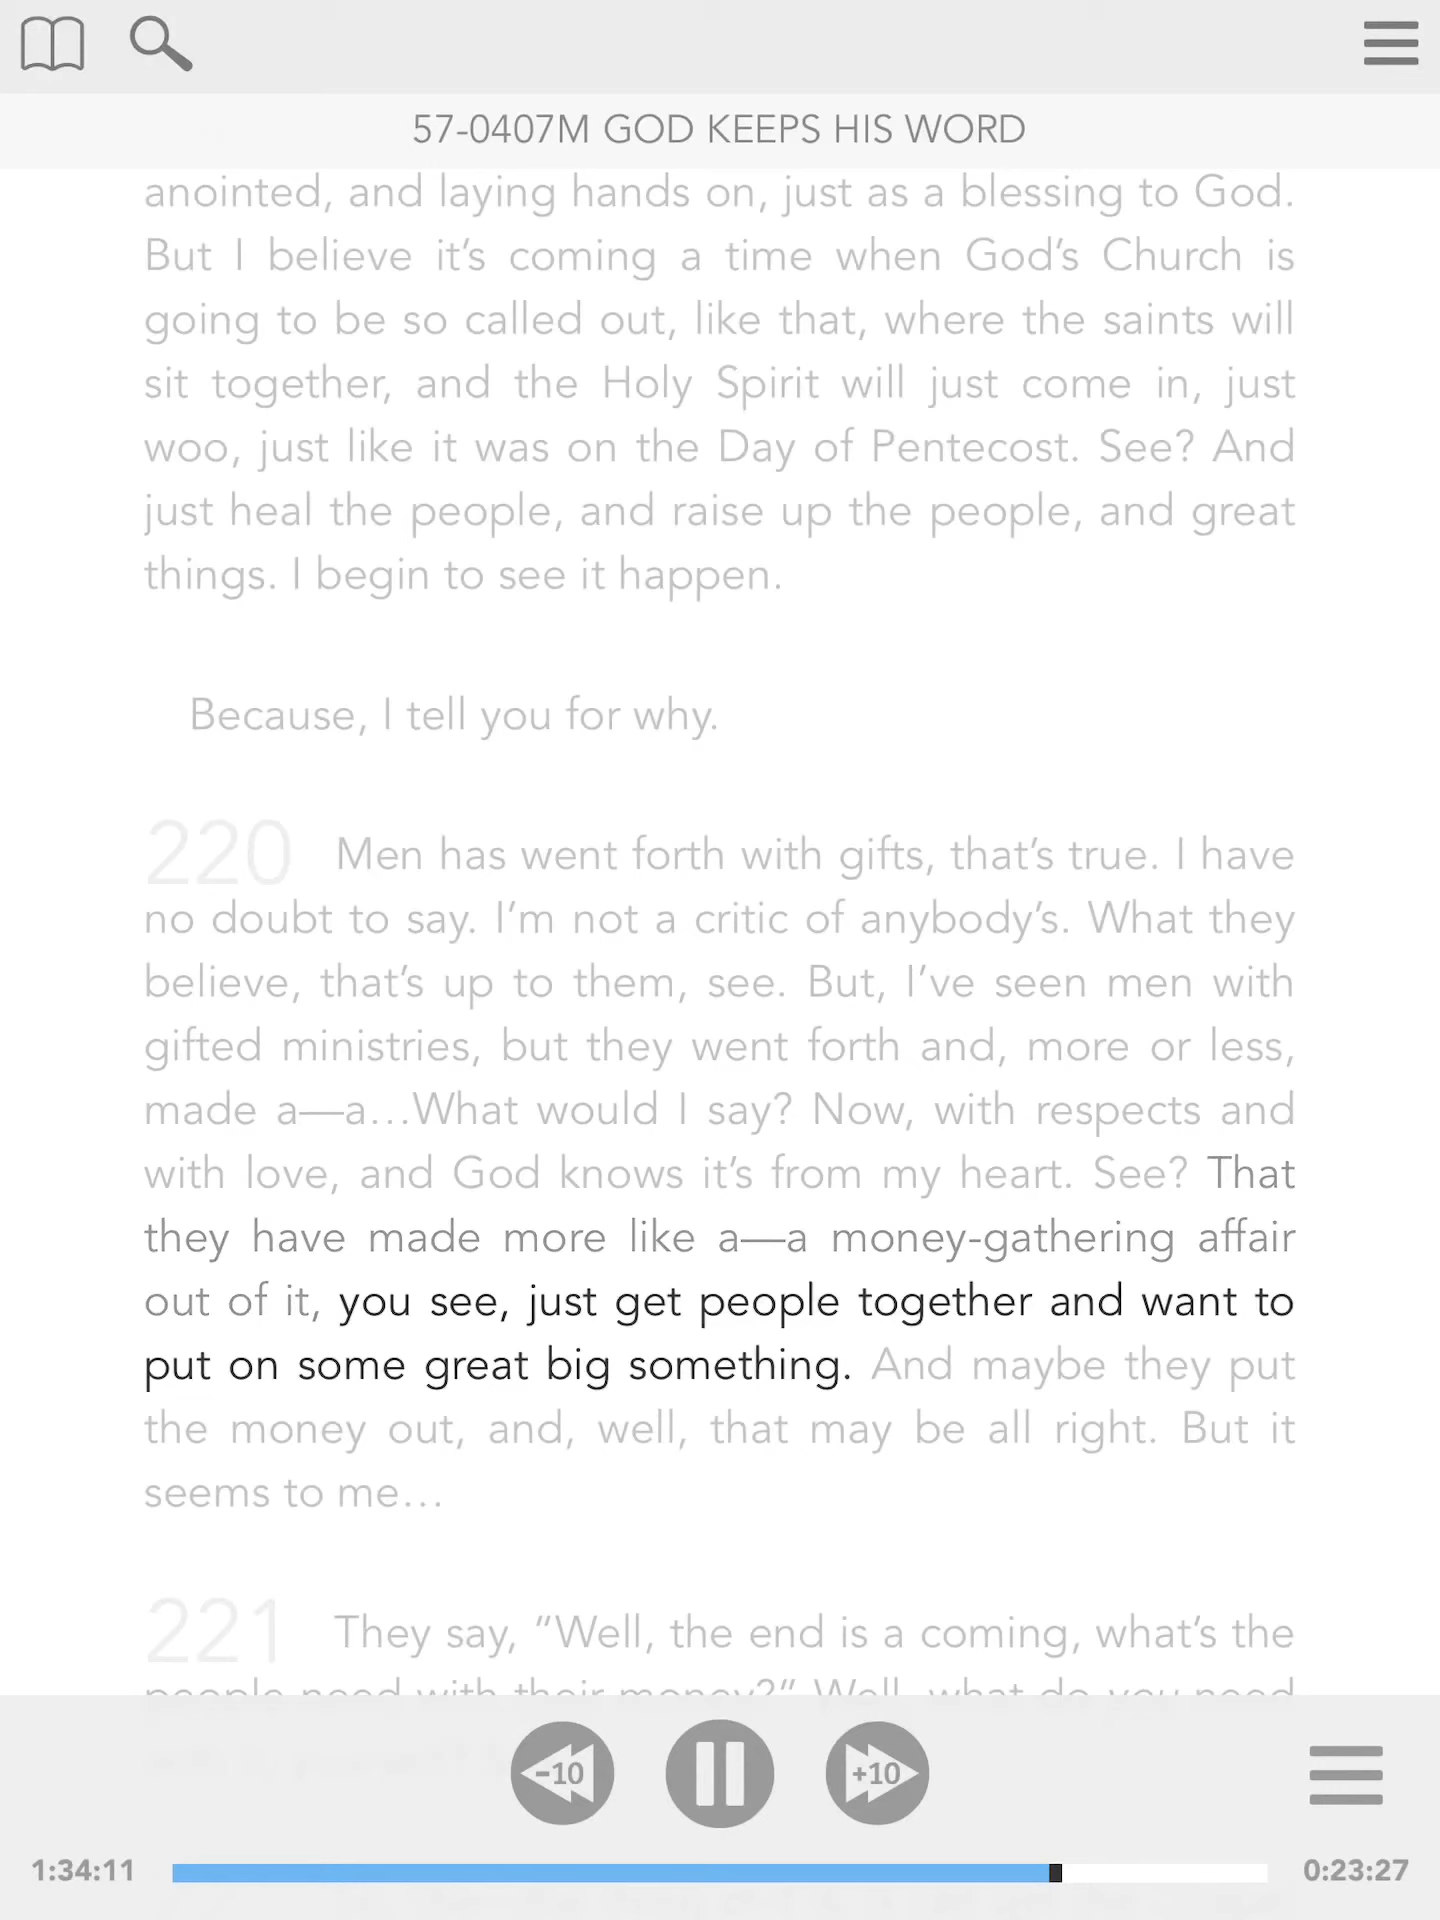 57-0407M GOD KEEPS HIS WORD
anointed, and laying hands on, just as a blessing to God.
But I believe it’s coming a time when God’s Church is
going to be so called out, like that, where the saints will
sit together, and the Holy Spirit will just come in, just
woo, just like it was on the Day of Pentecost. See? And
just heal the people, and raise up the people, and great
things. I begin to see it happen.
Because, I tell you for why.
220 Men has went forth with gifts, that’s true. I have
no doubt to say. I’m not a critic of anybody’s. What they
believe, that’s up to them, see. But, I’ve seen men with
gifted ministries, but they went forth and, more or less,
made a—a…What would I say? Now, with respects and
with love, and God knows it’s from my heart. See? That
they have made more like a—a money-gathering affair
out of it, you see, just get people together and want to
put on some great big something. And maybe they put
the money out, and, well, that may be all right. But it
seems to me…
221 They say, “Well, the end is a coming, what’s the
people need with their money?” Well, what do you need
-10 +10
1:34:11 0:23:27